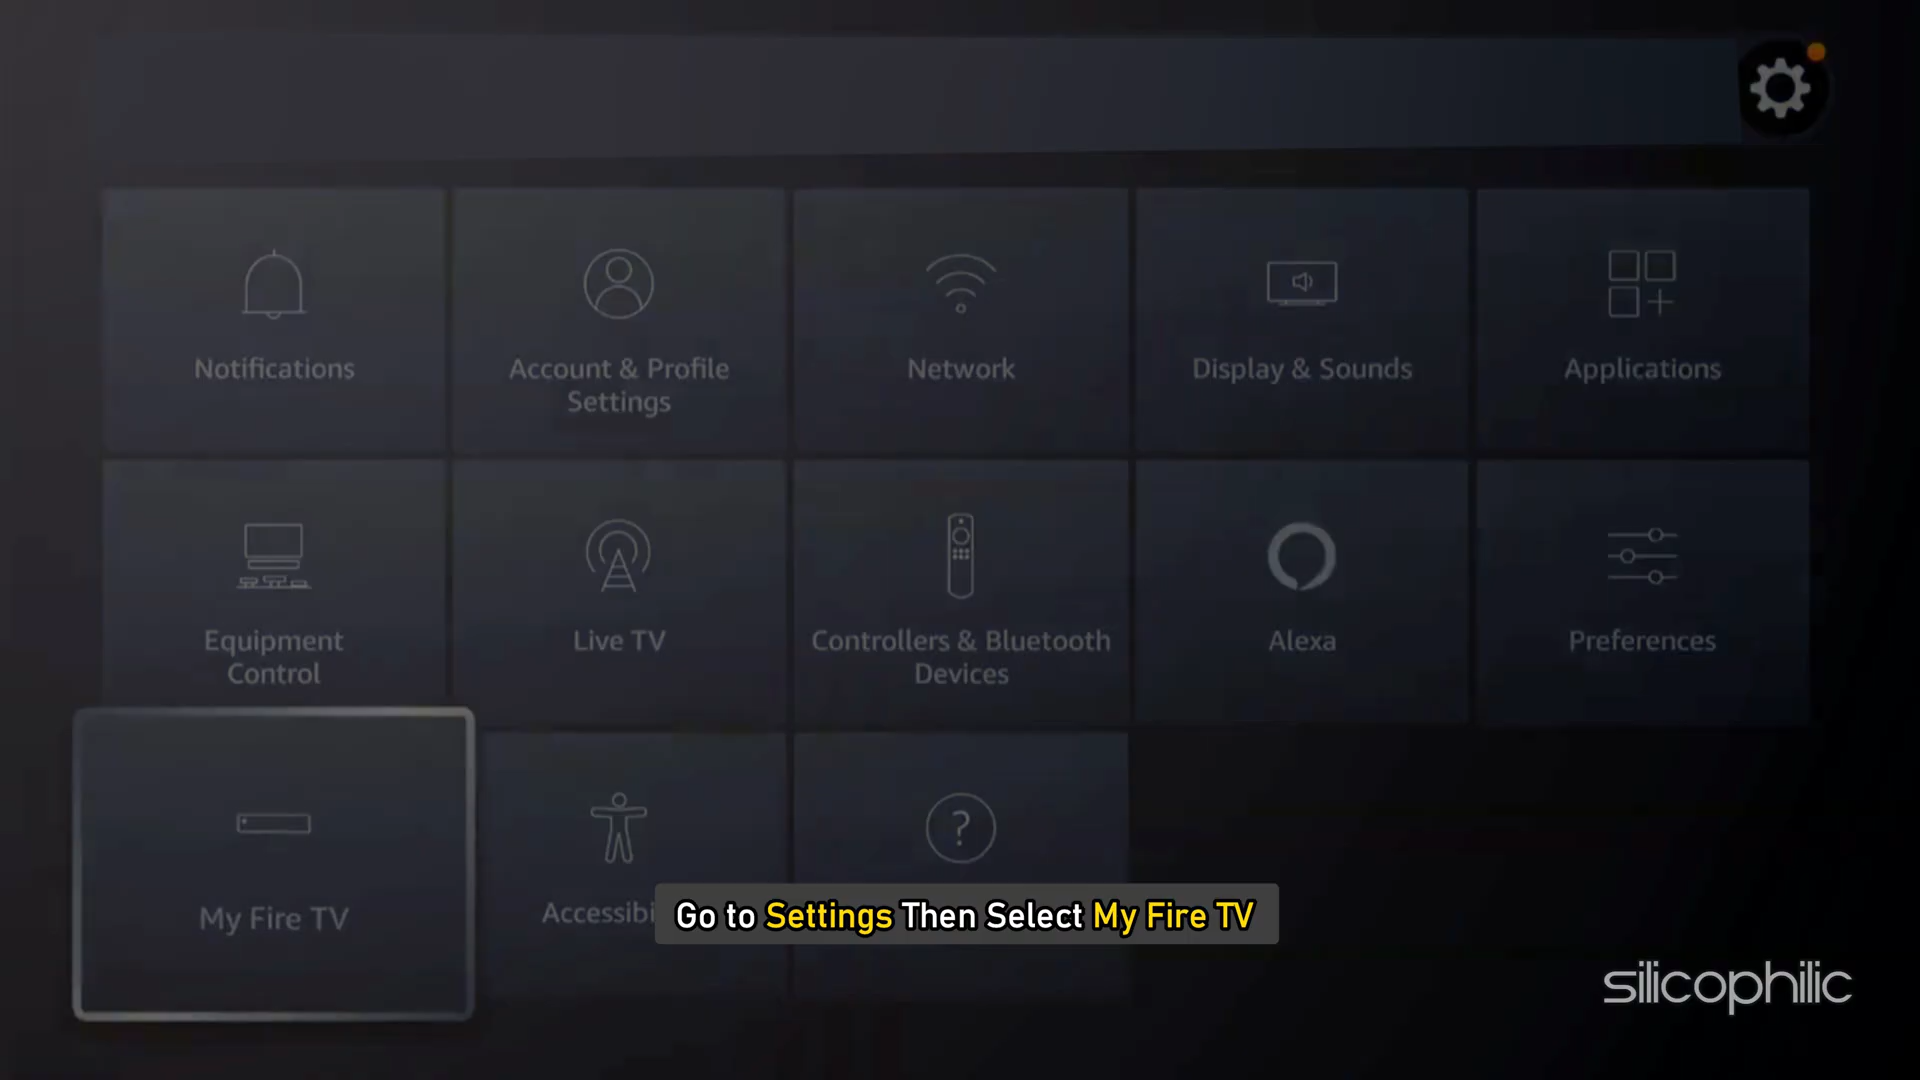 Notifications
Account & Profile
Settings
Network
Display & Sounds
Applications
Equipment
Control
Live TV
Controllers & Bluetooth
Devices
Alexa
Preferences
My Fire TV
Accessibi
?
Go to Settings Then Select My Fire TV
silicophilic